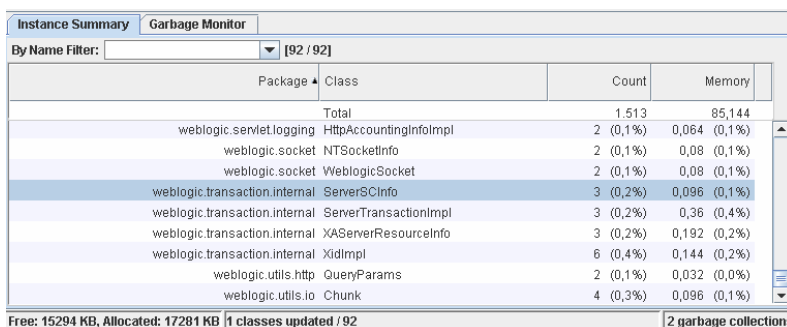 Instance Summary Garbage Monitor
By Name Filter: [92 / 92]
Package Class Count Memory
Total 1.513 85,144
weblogic.servlet.logging HttpAccountingInfoImpl 2 (0,1%) 0,064 (0,1%)
weblogic.socket NTSocketInfo 2 (0,1%) 0,08 (0,1%)
weblogic.socket WeblogicSocket 2 (0,1%) 0,08 (0,1%)
weblogic.transaction.internal ServerSCInfo 3 (0,2%) 0,096 (0,1%)
weblogic.transaction.internal ServerTransactionImpl 3 (0,2%) 0,36 (0,4%)
weblogic.transaction.internal XAServerResourceInfo 3 (0,2%) 0,192 (0,2%)
weblogic.transaction.internal XidImpl 6 (0,4%) 0,144 (0,2%)
weblogic.utils.http QueryParams 2 (0,1%) 0,032 (0,0%)
weblogic.utils.io Chunk 4 (0,3%) 0,096 (0,1%)
Free: 15294 KB, Allocated: 17281 KB 1 classes updated / 92 2 garbage collection